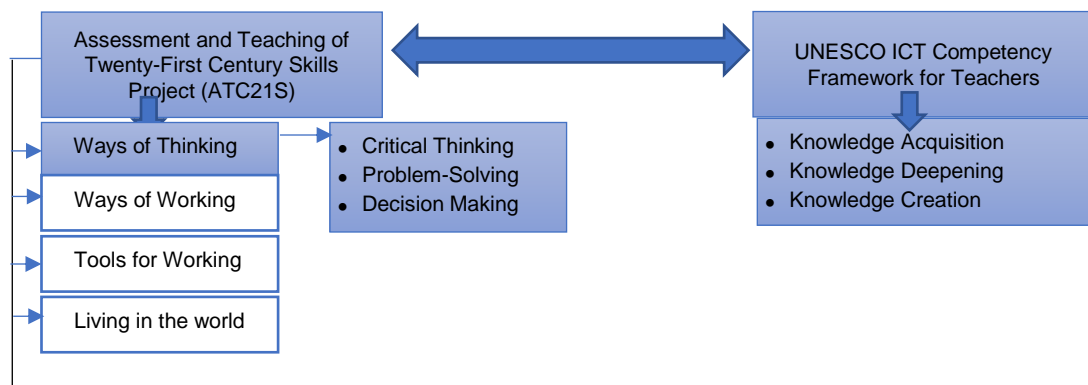 Assessment and Teaching of
Twenty-First Century Skills
Project (ATC21S)
UNESCO ICT Competency
Framework for Teachers
Ways of Thinking
Ways of Working
Tools for Working
Living in the world
• Critical Thinking
• Problem-Solving
• Decision Making
• Knowledge Acquisition
• Knowledge Deepening
• Knowledge Creation